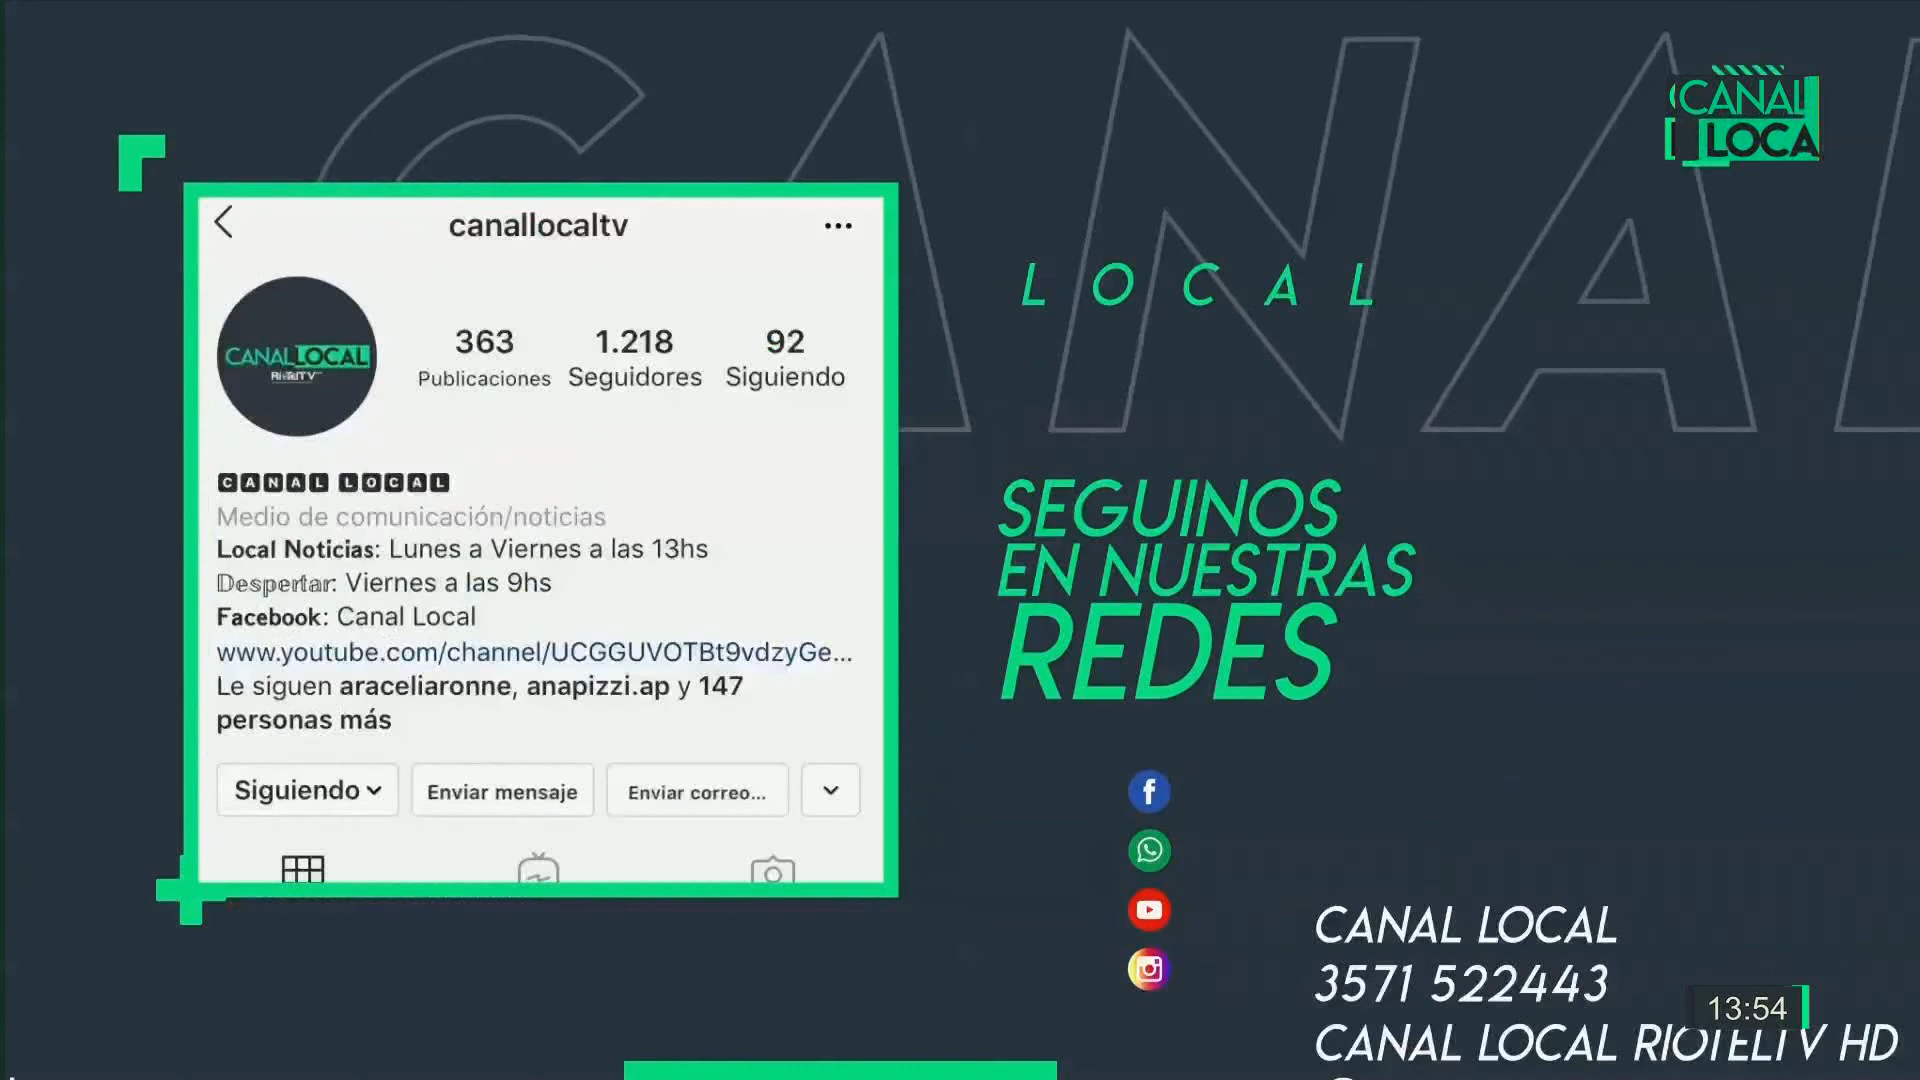 CANAL
CANAL
LOCA
canallocaltv
LOCAL
363 1.218 92
Publicaciones Seguidores Siguiendo
CANAL LOCAL
RioTelTV
CANAL LOCAL
Medio de comunicación/noticias
Local Noticias: Lunes a Viernes a las 13hs
Despertar: Viernes a las 9hs
Facebook: Canal Local
www.youtube.com/channel/UCGGUVOTBt9vdzyGe...
Le siguen araceliaronne, anapizzi.ap y 147
personas más
Siguiendo Enviar mensaje Enviar correo...
SEGUINOS
EN NUESTRAS
REDES
CANAL LOCAL
3571 522443
13:54
CANAL LOCAL RIOTELTV HD